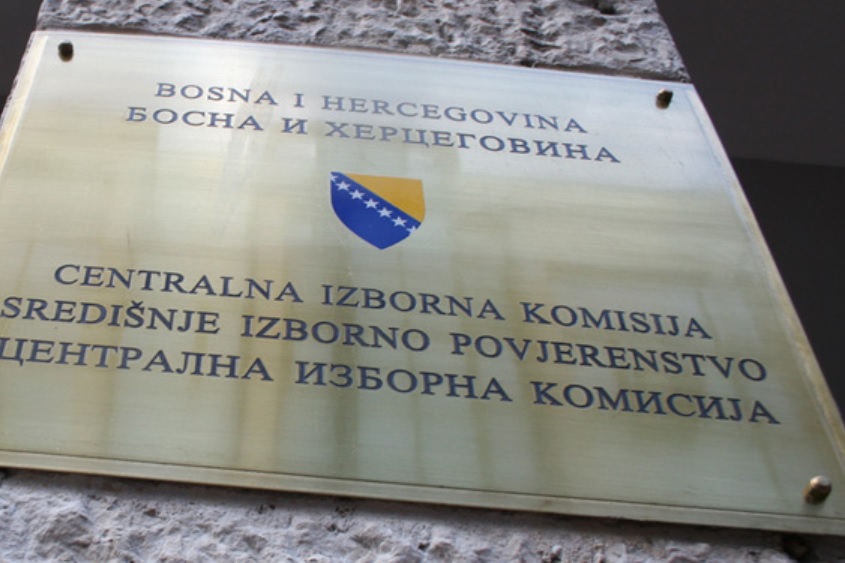 BOSNA I HERCEGOVINA
БОСНА И ХЕРЦЕГОВИНА
CENTRALNA IZBORNA KOMISIJA
SREDIŠNJE IZBORNO POVJERENSTVO
ЦЕНТРАЛНА ИЗБОРНА КОМИСИЈА